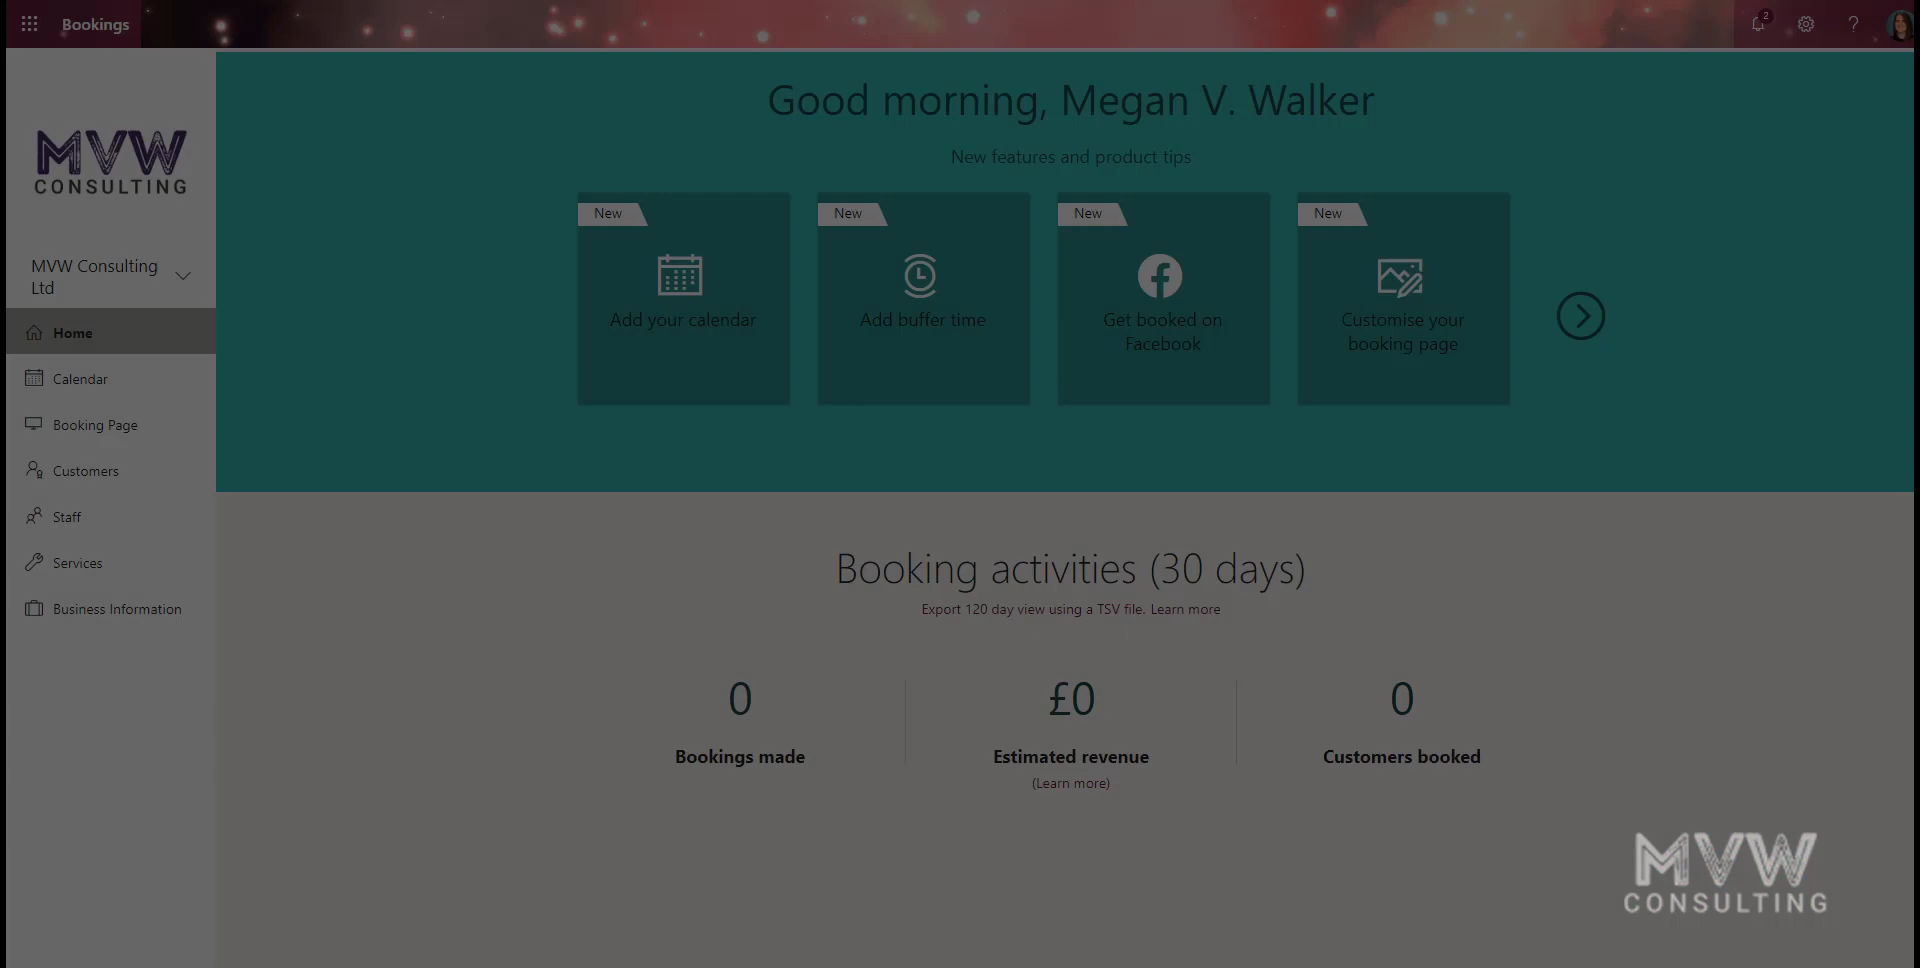 Bookings
2
MVW
CONSULTING
MVW Consulting
Ltd
Home
Calendar
Booking Page
Customers
Staff
Services
Business Information
Good morning, Megan V. Walker
New features and product tips
New
Add your calendar
New
Add buffer time
New
Get booked on
Facebook
New
Customise your
booking page
Booking activities (30 days)
Export 120 day view using a TSV file. Learn more
0
Bookings made
£0
Estimated revenue
(Learn more)
0
Customers booked
MVW
CONSULTING